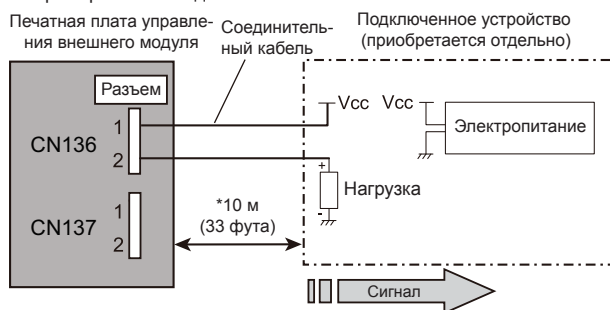 Печатная плата управле-
ния внешнего модуля
Соединитель-
ный кабель
Подключенное устройство
(приобретается отдельно)
Разъем
CN136
1
2
CN137
1
2
*10 м
(33 фута)
Vcc
Vcc
Электропитание
+
Нагрузка
-
Сигнал